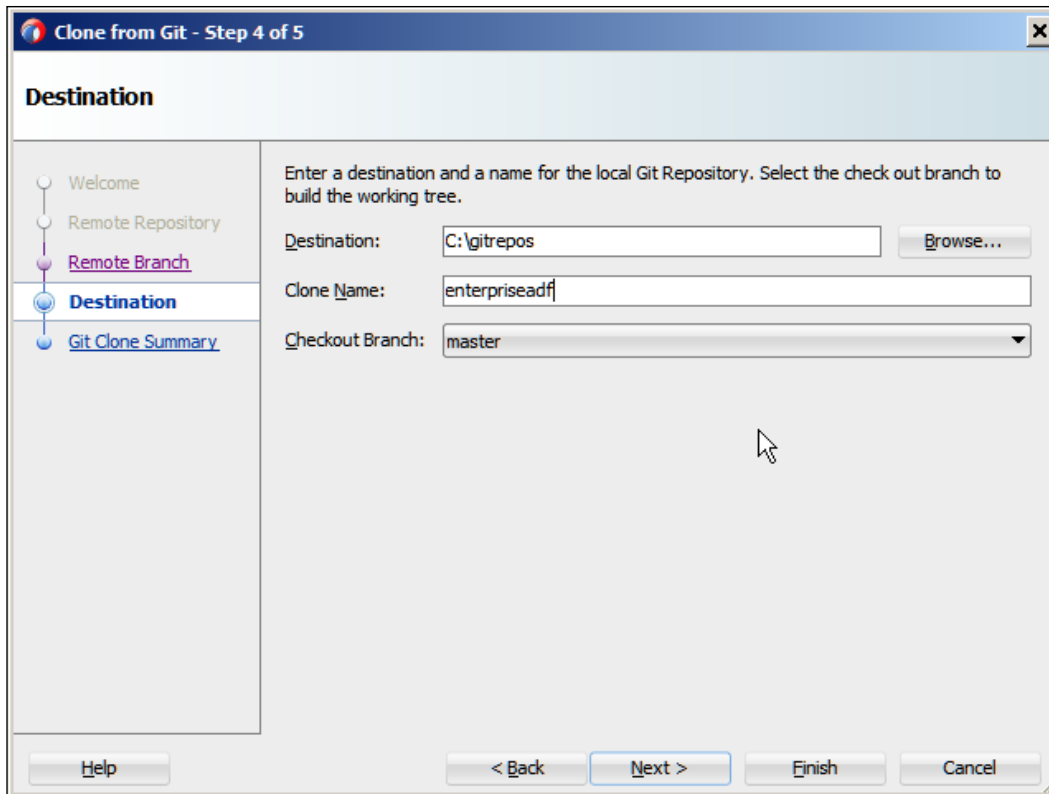 Clone from Git - Step 4 of 5
Destination
Welcome
Remote Repository
Remote Branch
Destination
Git Clone Summary
Enter a destination and a name for the local Git Repository. Select the check out branch to
build the working tree.
Destination: C:\gitrepos Browse...
Clone Name: enterpriseadf
Checkout Branch: master
Help < Back Next > Finish Cancel